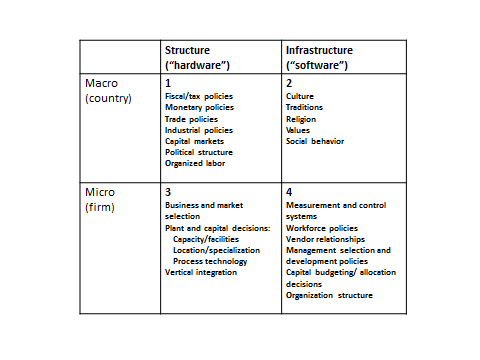 Structure
("hardware")
Infrastructure
("software")
Macro
(country)
1
Fiscal/tax policies
Monetary policies
Trade policies
Industrial policies
Capital markets
Political structure
Organized labor
2
Culture
Traditions
Religion
Values
Social behavior
Micro
(firm)
3
Business and market
selection
Plant and capital decisions:
Capacity/facilities
Location/specialization
Process technology
Vertical integration
4
Measurement and control
systems
Workforce policies
Vendor relationships
Management selection and
development policies
Capital budgeting/ allocation
decisions
Organization structure